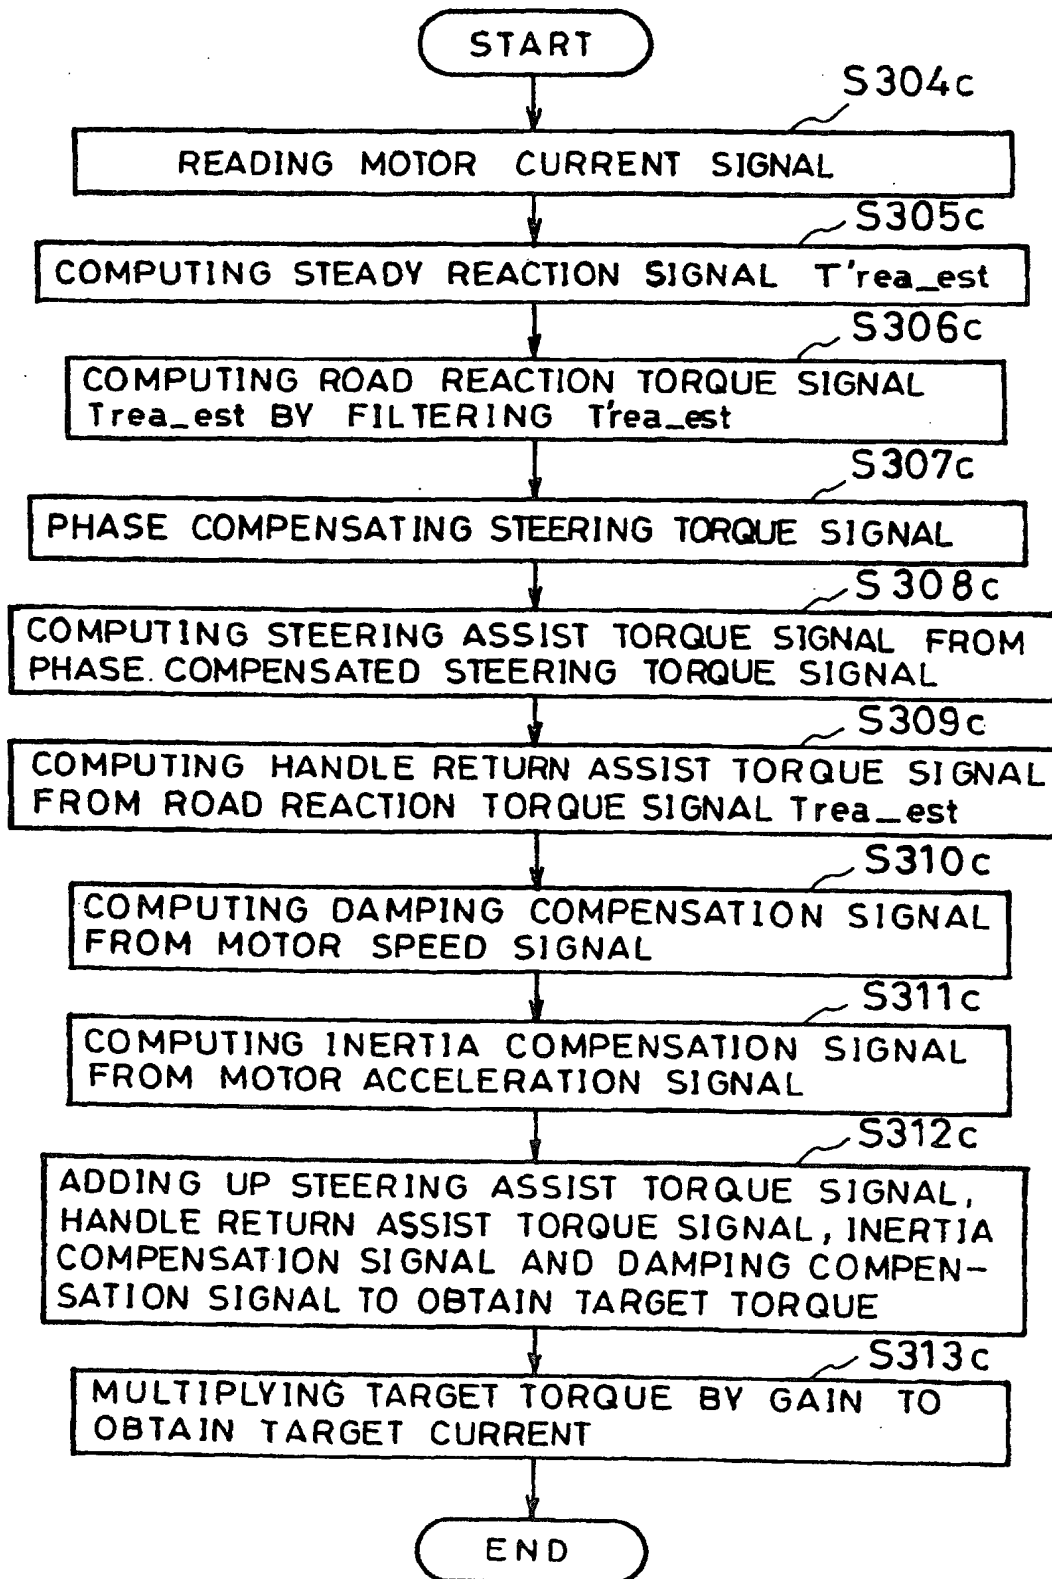 START
S304c
READING MOTOR CURRENT SIGNAL
S305c
COMPUTING STEADY REACTION SIGNAL T'rea_est
S306c
COMPUTING ROAD REACTION TORQUE SIGNAL
Trea_est BY FILTERING T'rea_est
S307c
PHASE COMPENSATING STEERING TORQUE SIGNAL
S308c
COMPUTING STEERING ASSIST TORQUE SIGNAL FROM
PHASE. COMPENSATED STEERING TORQUE SIGNAL
S309c
COMPUTING HANDLE RETURN ASSIST TORQUE SIGNAL
FROM ROAD REACTION TORQUE SIGNAL Trea_est
S310c
COMPUTING DAMPING COMPENSATION SIGNAL
FROM MOTOR SPEED SIGNAL
S311c
COMPUTING INERTIA COMPENSATION SIGNAL
FROM MOTOR ACCELERATION SIGNAL
S312c
ADDING UP STEERING ASSIST TORQUE SIGNAL,
HANDLE RETURN ASSIST TORQUE SIGNAL, INERTIA
COMPENSATION SIGNAL AND DAMPING COMPEN-
SATION SIGNAL TO OBTAIN TARGET TORQUE
S313c
MULTIPLYING TARGET TORQUE BY GAIN TO
OBTAIN TARGET CURRENT
END